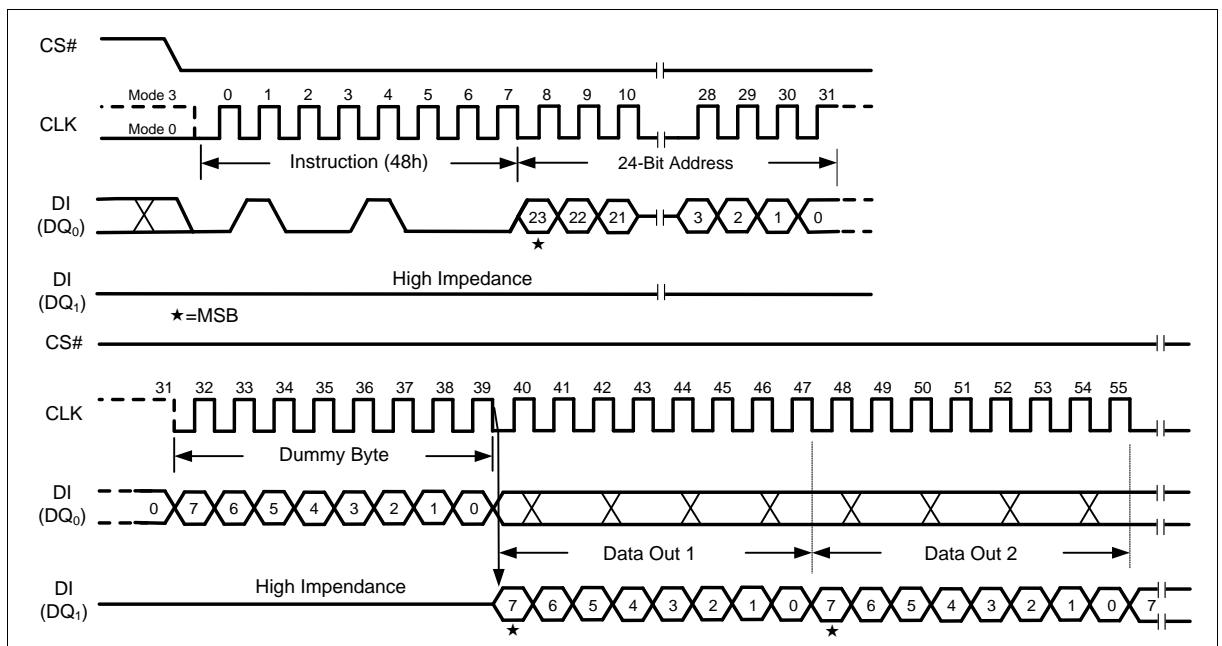 CS#
Mode 3
0 1 2 3 4 5 6 7 8 9 10 28 29 30 31
CLK
Mode 0
Instruction (48h) 24-Bit Address
DI
(DQ0)
23 22 21 3 2 1 0
★
DI
(DQ1)
High Impedance
★=MSB
CS#
31 32 33 34 35 36 37 38 39 40 41 42 43 44 45 46 47 48 49 50 51 52 53 54 55
CLK
Dummy Byte
DI
(DQ0)
0 7 6 5 4 3 2 1 0
Data Out 1 Data Out 2
DI
(DQ1)
High Impendance
7 6 5 4 3 2 1 0 7 6 5 4 3 2 1 0 7
★ ★